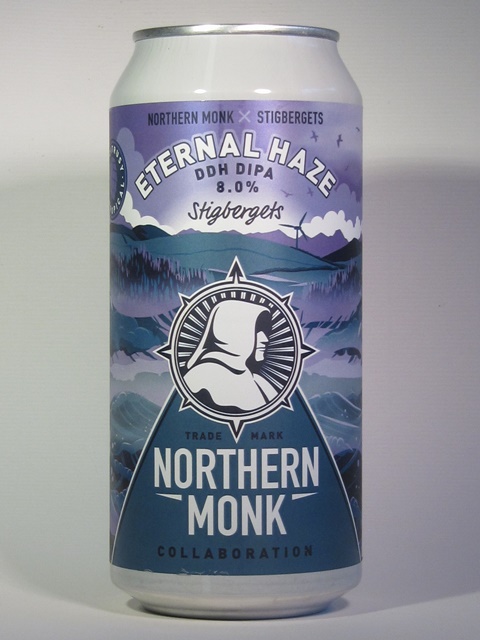 NORTHERN MONK X STIGBERGETS
ETERNAL HAZE
DDH DIPA
8.0%
Stigbergets
TRADE MARK
NORTHERN
MONK
COLLABORATION